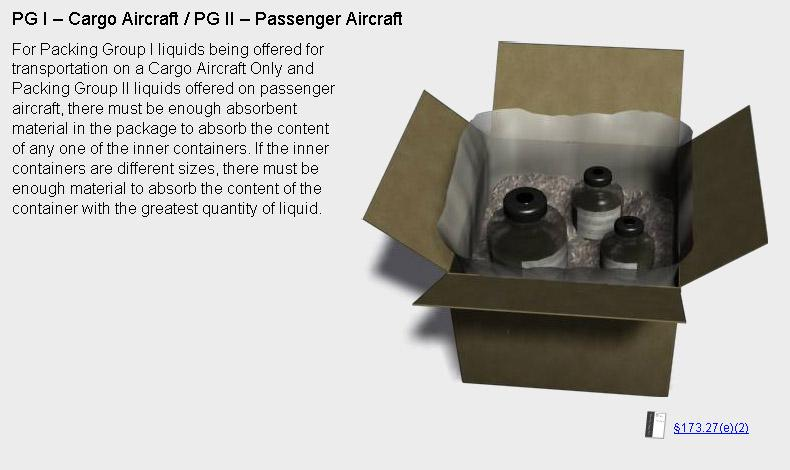 PG I – Cargo Aircraft / PG II – Passenger Aircraft
For Packing Group I liquids being offered for
transportation on a Cargo Aircraft Only and
Packing Group II liquids offered on passenger
aircraft, there must be enough absorbent
material in the package to absorb the content
of any one of the inner containers. If the inner
containers are different sizes, there must be
enough material to absorb the content of the
container with the greatest quantity of liquid.
§173.27(e)(2)